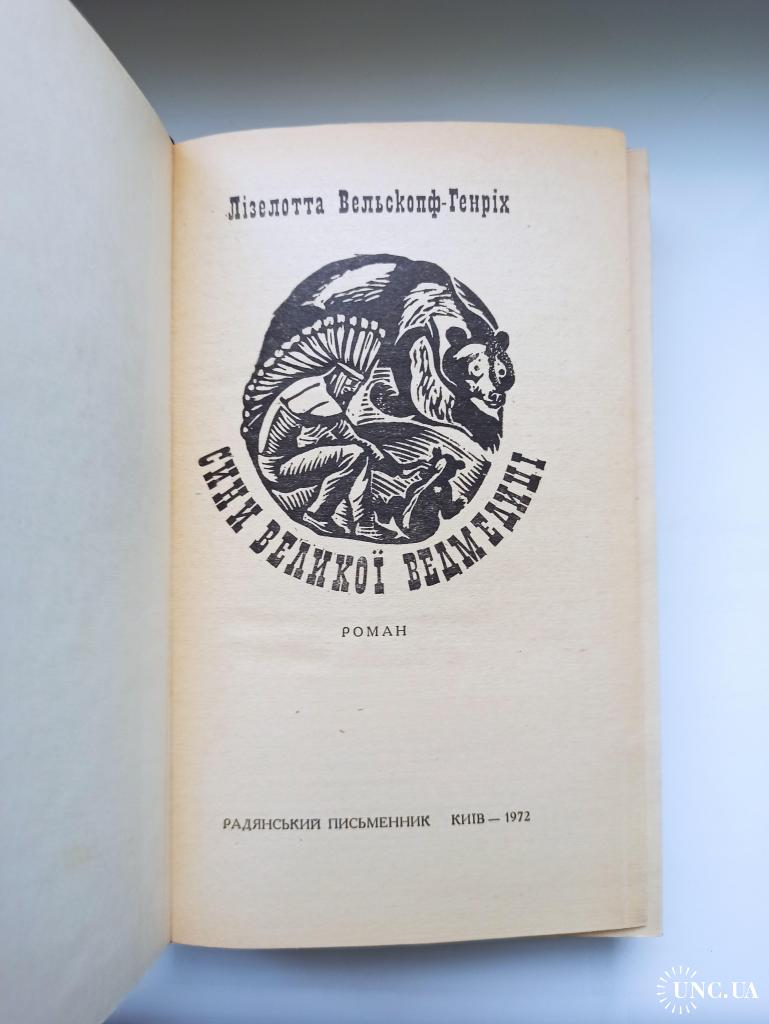 Лізелотта Вельскопф-Генріх
СИНИ ВЕЛИКОЇ ВЕДМЕДИЦІ
РОМАН
РАДЯНСЬКИЙ ПИСЬМЕННИК КИЇВ — 1972
UNC.UA